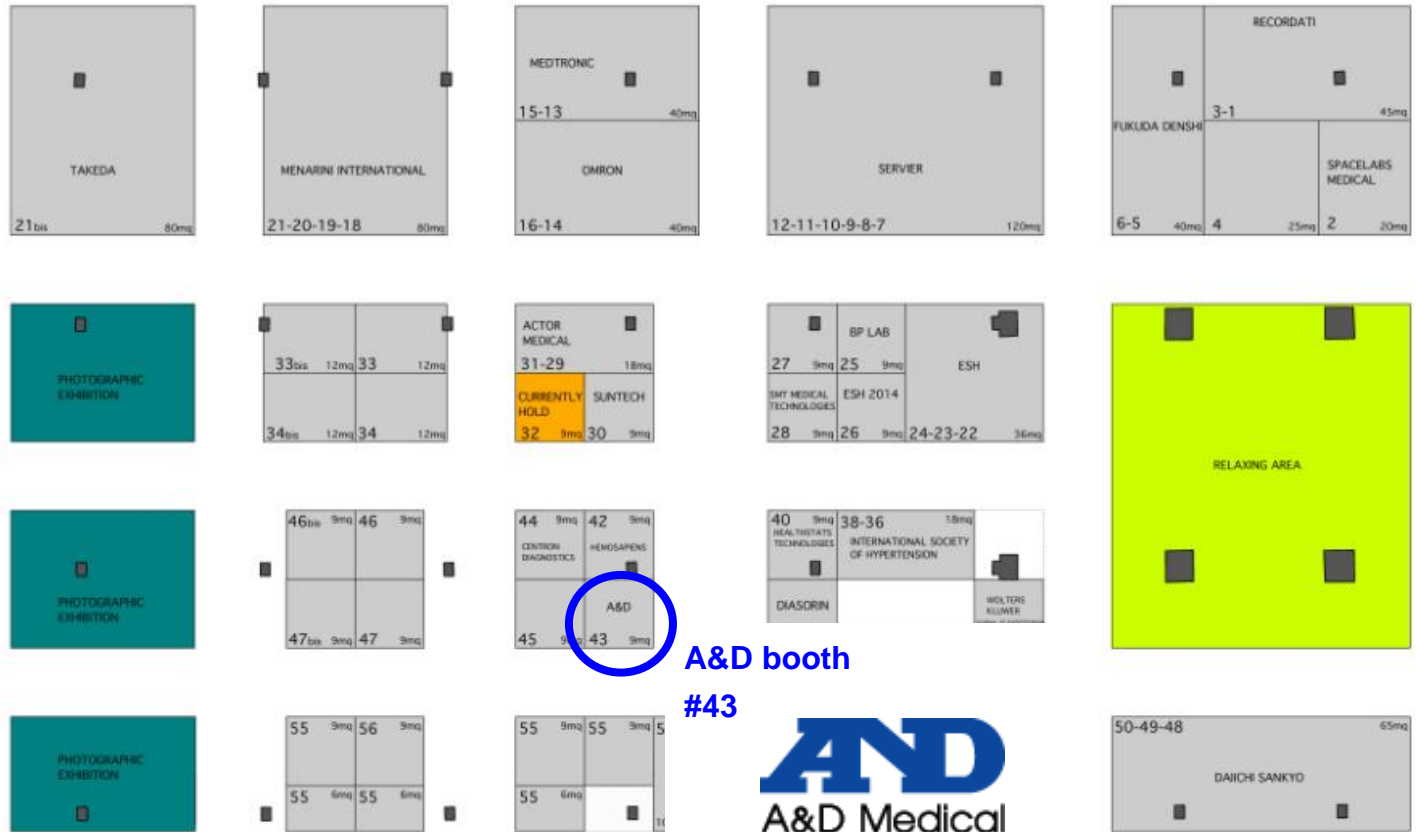 RECORDATI
MEDTRONIC
15-13 40mq
3-1 45mq
FUKUDA DENSHI
TAKEDA
MENARINI INTERNATIONAL
OMRON
SERVIER
SPACELABS
MEDICAL
21bis 80mq
21-20-19-18 80mq
16-14 40mq
12-11-10-9-8-7 120mq
6-5 40mq
4 25mq
2 20mq
PHOTOGRAPHIC
EXHIBITION
33bis 12mq
33 12mq
34bis 12mq
34 12mq
ACTOR
MEDICAL
31-29 18mq
CURRENTLY
HOLD
32 9mq
SUNTECH
30 9mq
27 9mq
BP LAB
25 9mq
ESH
SMT MEDICAL
TECHNOLOGIES
28 9mq
ESH 2014
26 9mq
24-23-22 36mq
RELAXING AREA
PHOTOGRAPHIC
EXHIBITION
46bis 9mq
46 9mq
47bis 9mq
47 9mq
44 9mq
CENTRON
DIAGNOSTICS
42 9mq
HEMOSAPIENS
45
A&D
43 9mq
40 9mq
HEALTHSTATS
TECHNOLOGIES
38-36 18mq
INTERNATIONAL SOCIETY
OF HYPERTENSION
DIASORIN
WOLTERS
KLUWER
A&D booth
#43
PHOTOGRAPHIC
EXHIBITION
55 9mq
56 9mq
55 6mq
55 6mq
55 9mq
55 9mq
55 6mq
AND
A&D Medical
50-49-48 65mq
DAIICHI SANKYO